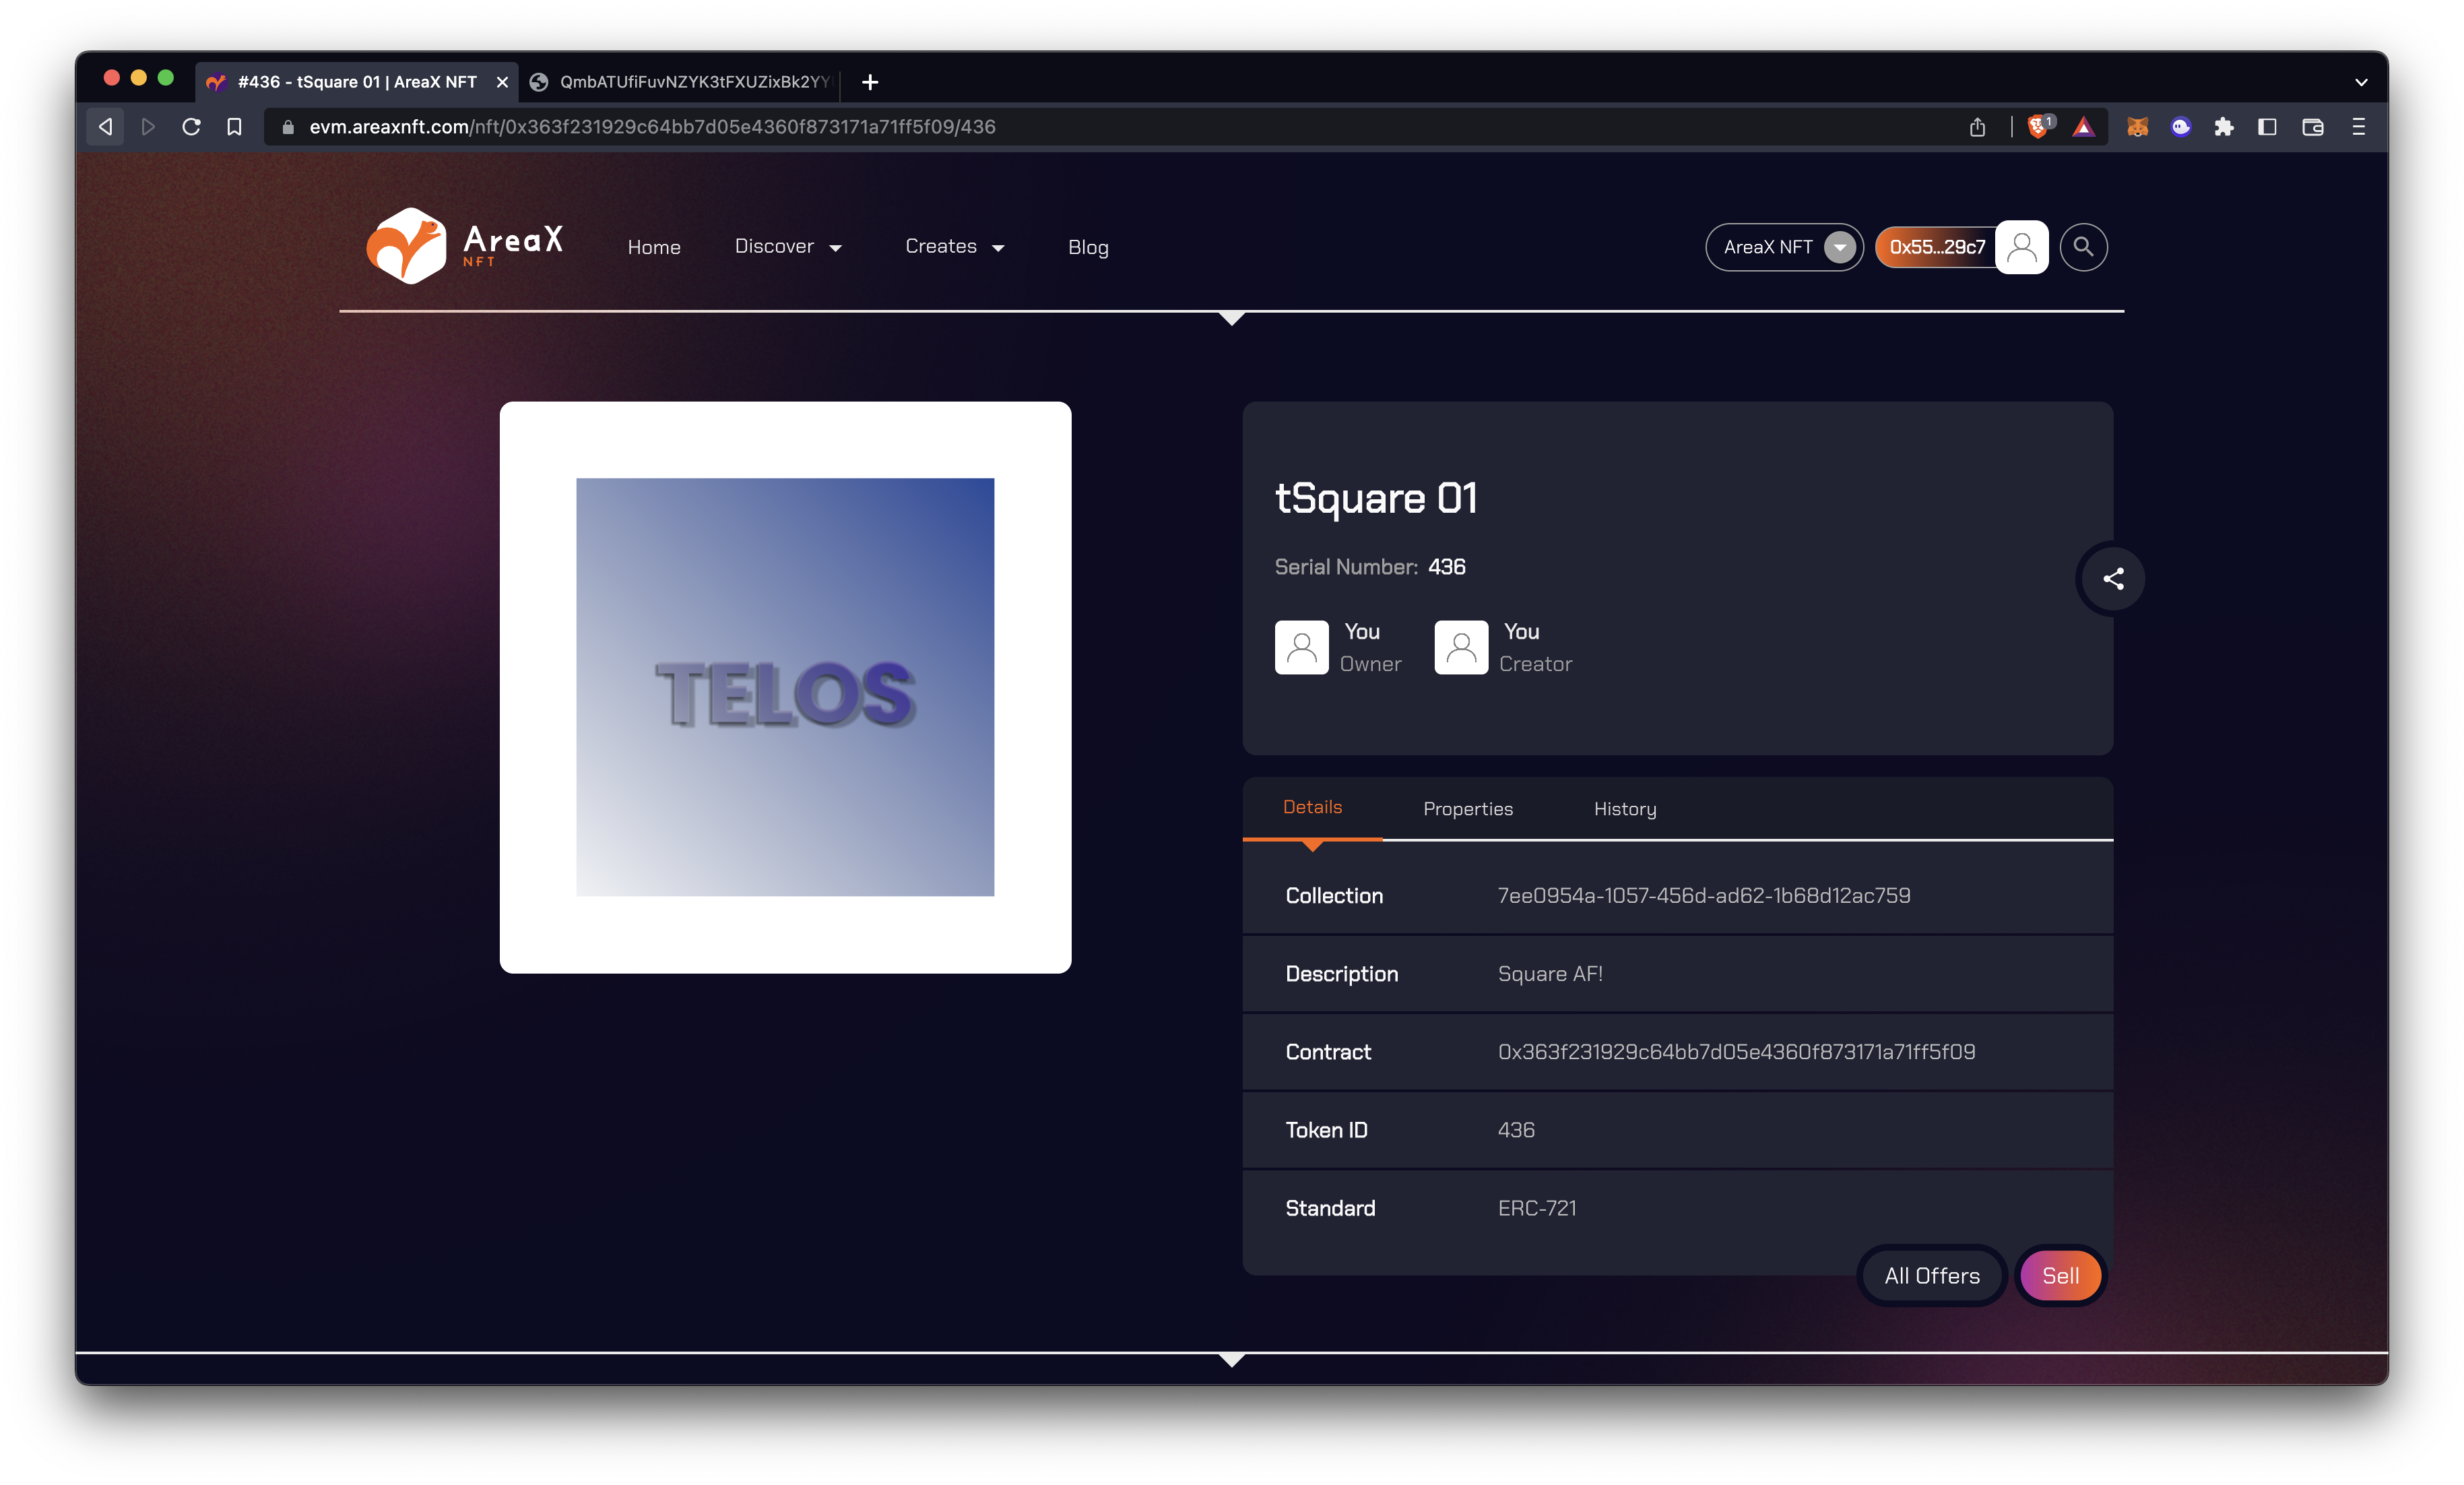 #436 - tSquare 01 | AreaX NFT
QmbATUfiFuvNZYK3tFXUZixBk2YY
evm.areaxnft.com/nft/0x363f231929c64bb7d05e4360f873171a71ff5f09/436
1
AreaX
NFT
Home
Discover
Creates
Blog
AreaX NFT
0x55...29c7
TELOS
tSquare 01
Serial Number: 436
You
Owner
You
Creator
Details
Properties
History
Collection 7ee0954a-1057-456d-ad62-1b68d12ac759
Description Square AF!
Contract 0x363f231929c64bb7d05e4360f873171a71ff5f09
Token ID 436
Standard ERC-721
All Offers
Sell